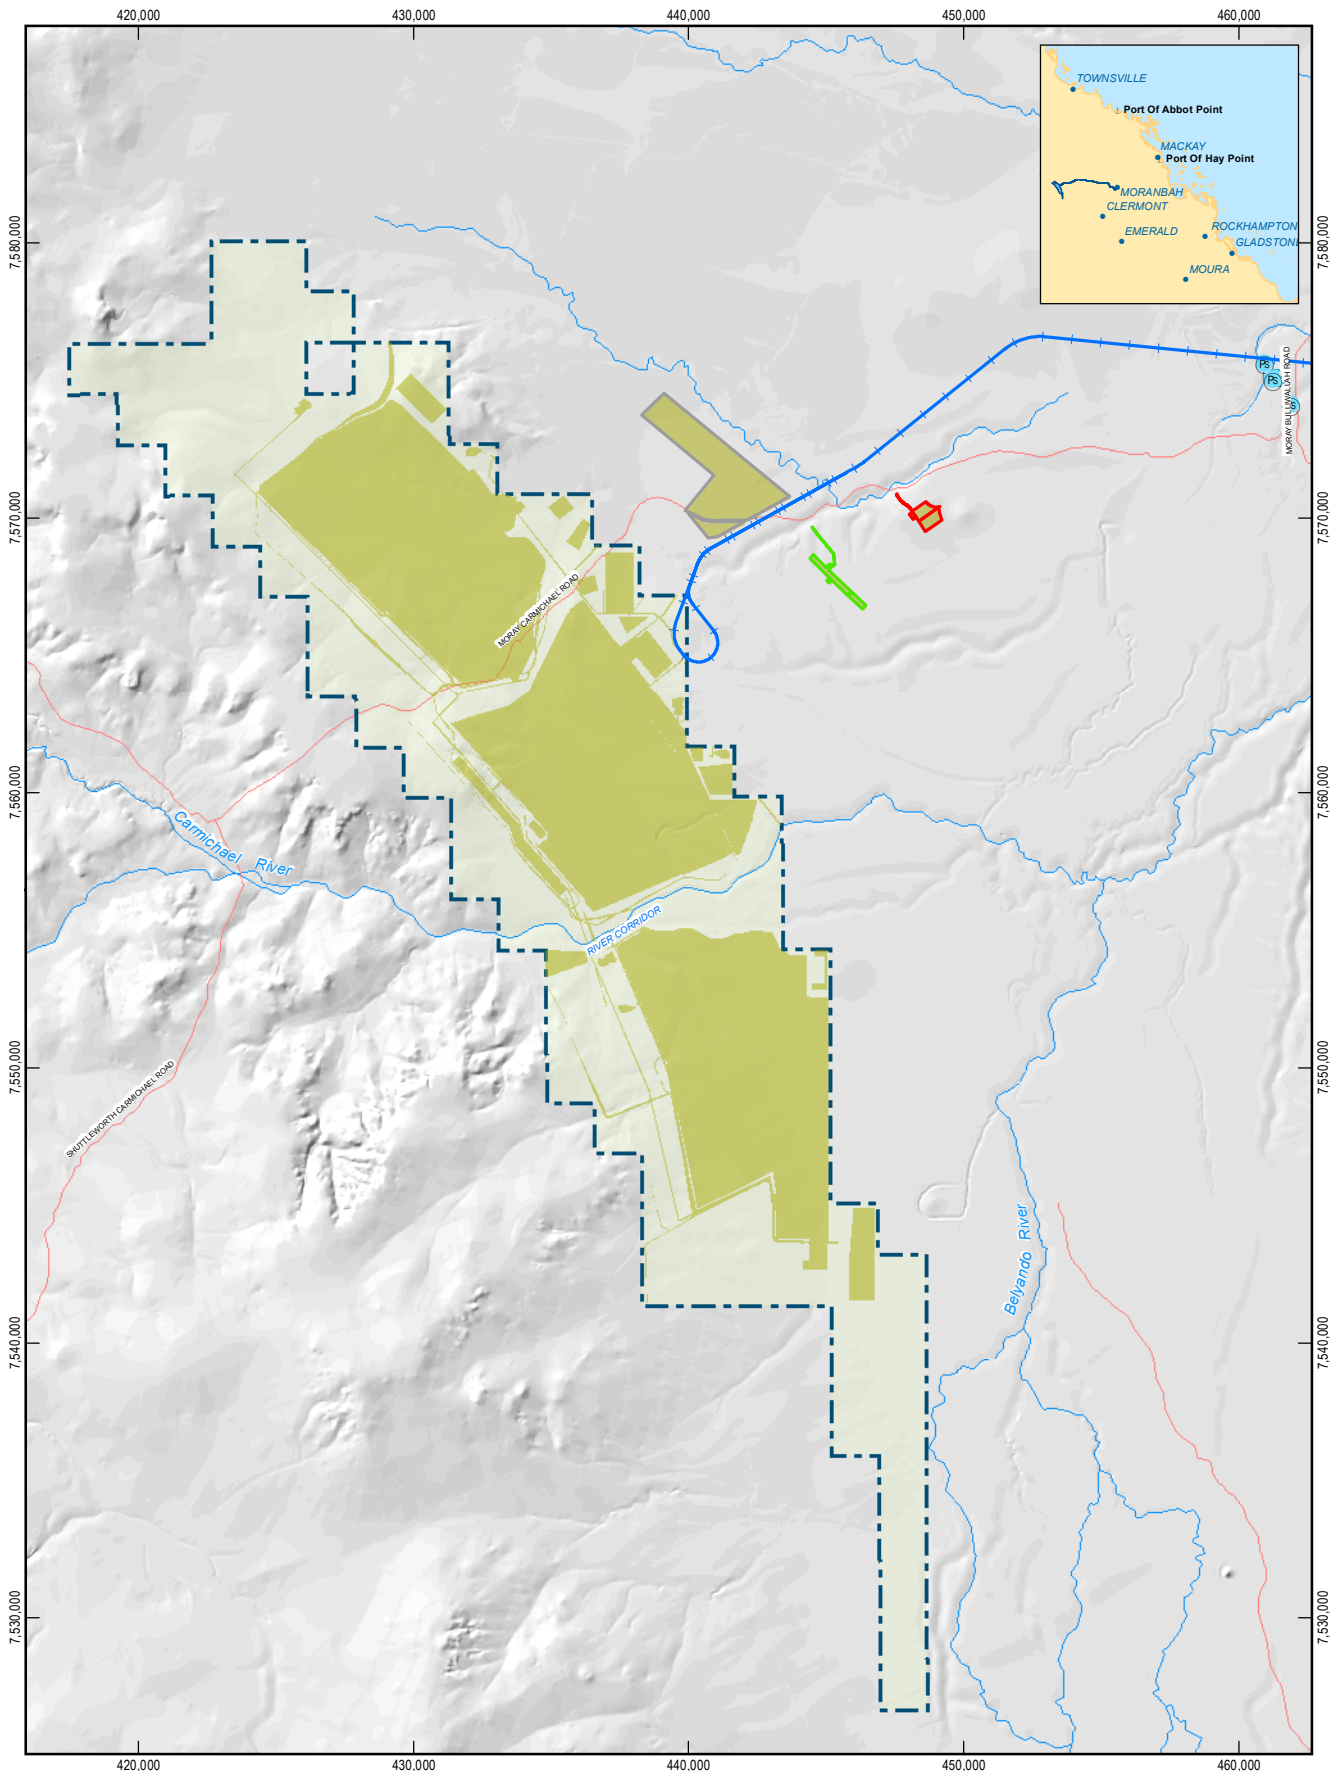 420,000
430,000
440,000
450,000
460,000
TOWNSVILLE
Port Of Abbot Point
MACKAY
Port Of Hay Point
MORANBAH
CLERMONT
EMERALD
ROCKHAMPTON
GLADSTON
MOURA
7,580,000
7,580,000
Ps
Ps
S
MORAY BULLIWALLAH ROAD
7,570,000
7,570,000
MORAY CARMICHAEL ROAD
7,560,000
7,560,000
Carmichael River
RIVER CORRIDOR
7,550,000
7,550,000
SHUTTLEWORTH CARMICHAEL ROAD
Belyando River
7,540,000
7,540,000
7,530,000
7,530,000
420,000
430,000
440,000
450,000
460,000